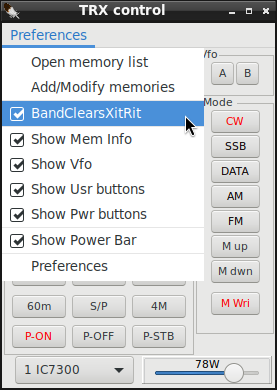 TRX control
Preferences
Open memory list
Add/Modify memories
BandClearsXitRit
Show Mem Info
Show Vfo
Show Usr buttons
Show Pwr buttons
Show Power Bar
Preferences
Vfo
A B
Mode
CW
SSB
DATA
AM
FM
M up
M dwn
M Wri
60m S/P 4M
P-ON P-OFF P-STB
1 IC7300
78W